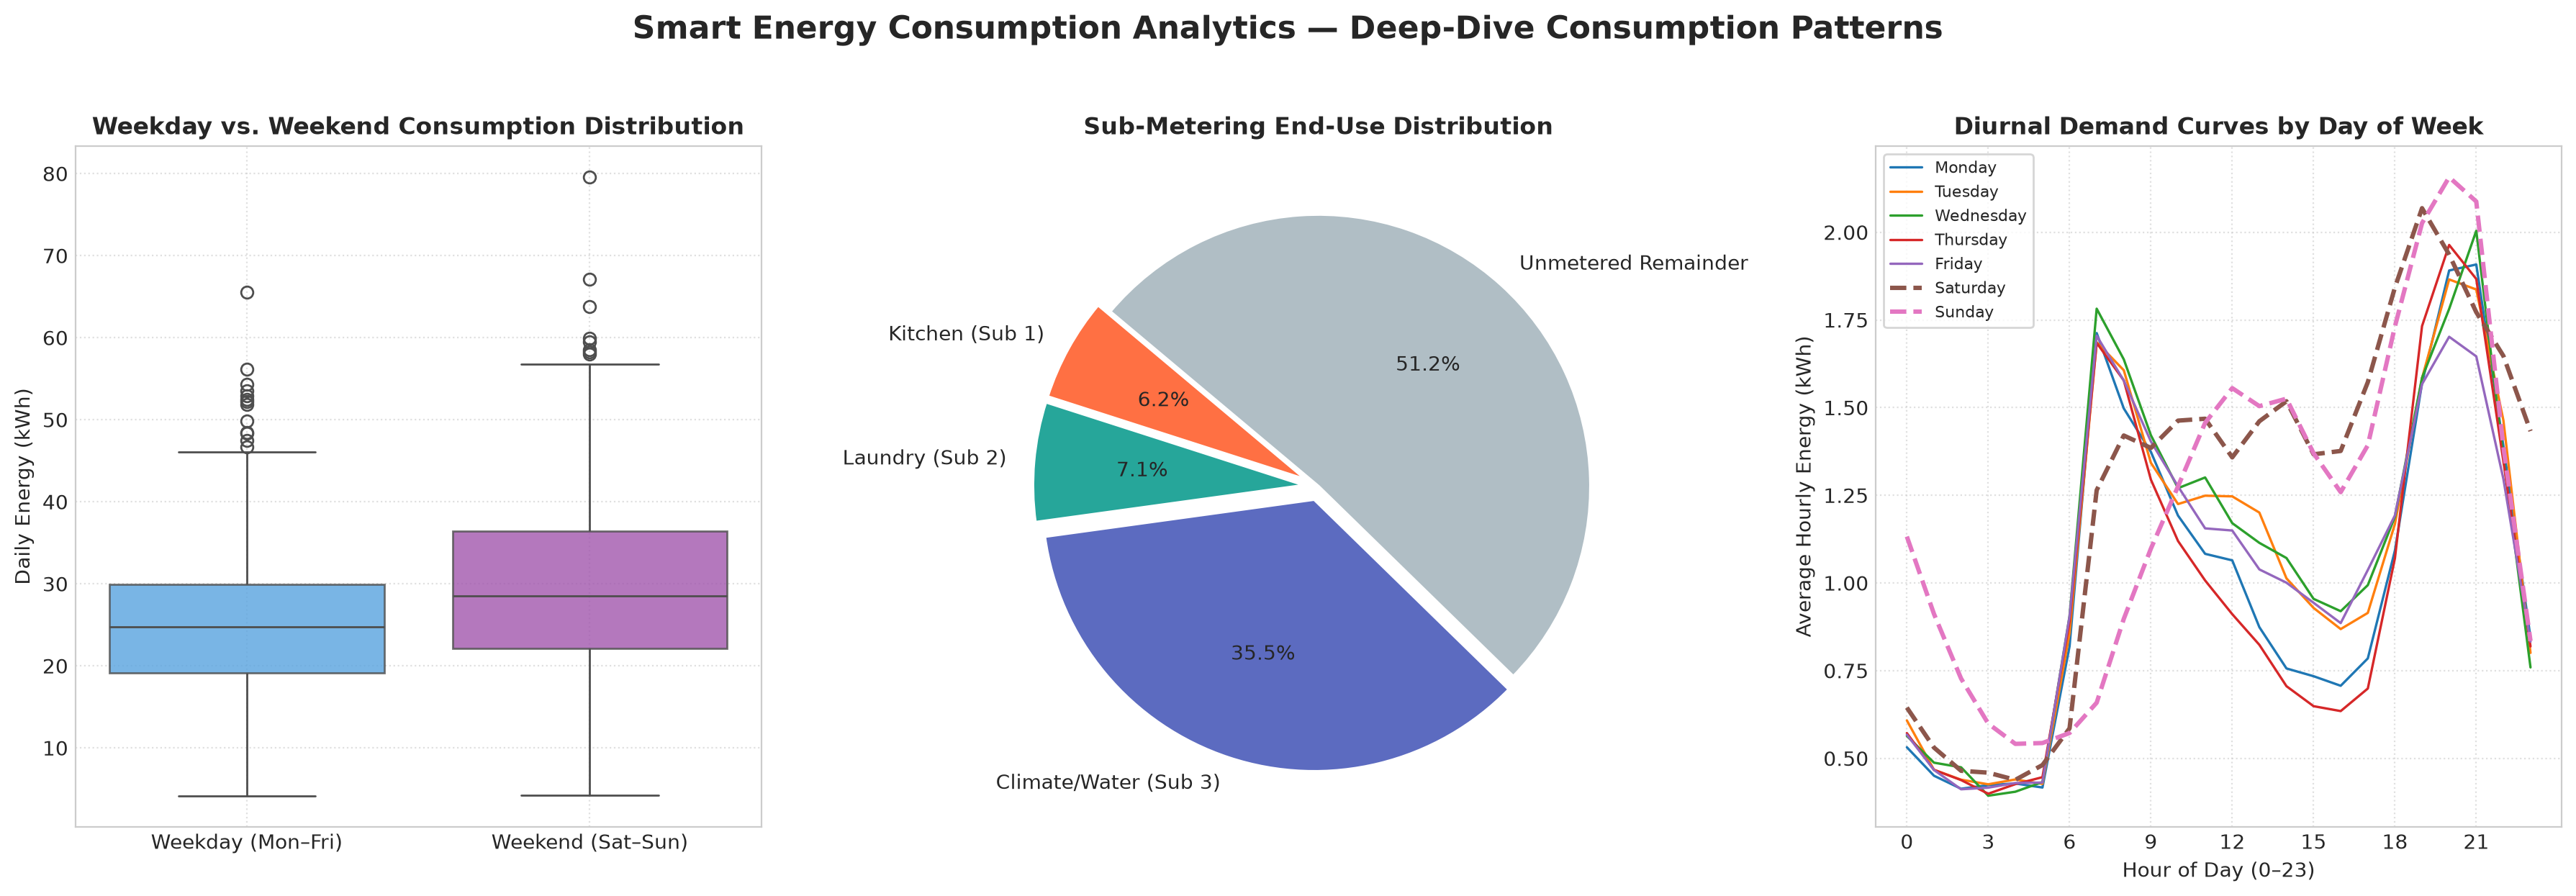 Smart Energy Consumption Analytics — Deep-Dive Consumption Patterns
Weekday vs. Weekend Consumption Distribution
Daily Energy (kWh)
80
70
60
50
40
30
20
10
Weekday (Mon–Fri)
Weekend (Sat–Sun)
Sub-Metering End-Use Distribution
Unmetered Remainder
51.2%
Kitchen (Sub 1)
6.2%
Laundry (Sub 2)
7.1%
35.5%
Climate/Water (Sub 3)
Diurnal Demand Curves by Day of Week
Monday
Tuesday
Wednesday
Thursday
Friday
Saturday
Sunday
Average Hourly Energy (kWh)
2.00
1.75
1.50
1.25
1.00
0.75
0.50
0 3 6 9 12 15 18 21
Hour of Day (0–23)